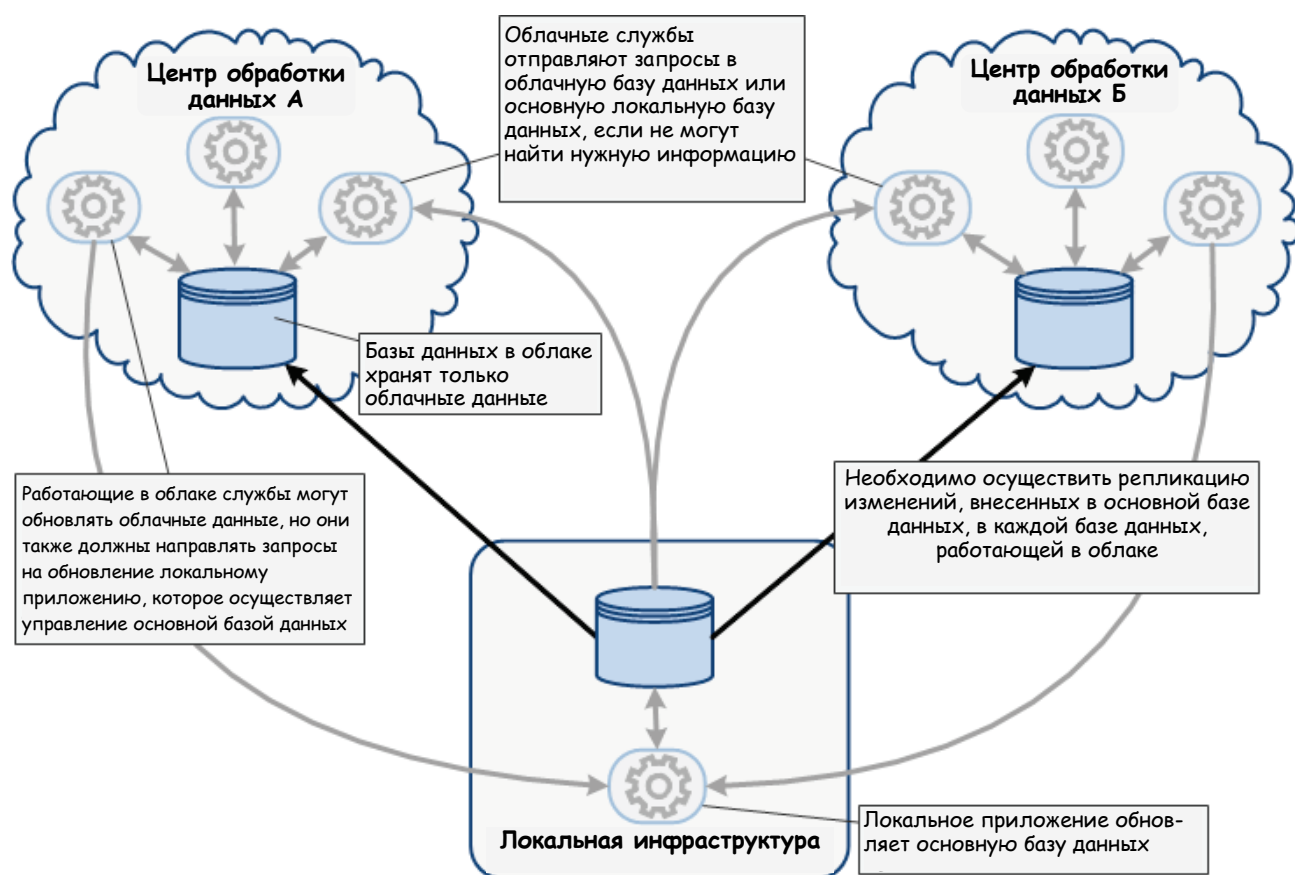 Центр обработки
данных А
Облачные службы
отправляют запросы в
облачную базу данных или
основную локальную базу
данных, если не могут
найти нужную информацию
Центр обработки
данных Б
Базы данных в облаке
хранят только
облачные данные
Работающие в облаке службы могут
обновлять облачные данные, но они
также должны направлять запросы
на обновление локальному
приложению, которое осуществляет
управление основной базой данных
Необходимо осуществить репликацию
изменений, внесенных в основной базе
данных, в каждой базе данных,
работающей в облаке
Локальная инфраструктура
Локальное приложение обнов-
ляет основную базу данных